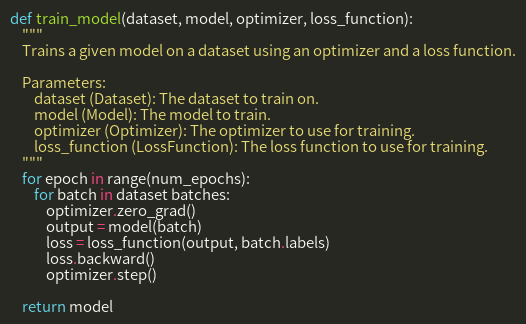 def train_model(dataset, model, optimizer, loss_function):
"""
Trains a given model on a dataset using an optimizer and a loss function.
Parameters:
dataset (Dataset): The dataset to train on.
model (Model): The model to train.
optimizer (Optimizer): The optimizer to use for training.
loss_function (LossFunction): The loss function to use for training.
"""
for epoch in range(num_epochs):
for batch in dataset batches:
optimizer.zero_grad()
output = model(batch)
loss = loss_function(output, batch.labels)
loss.backward()
optimizer.step()
return model